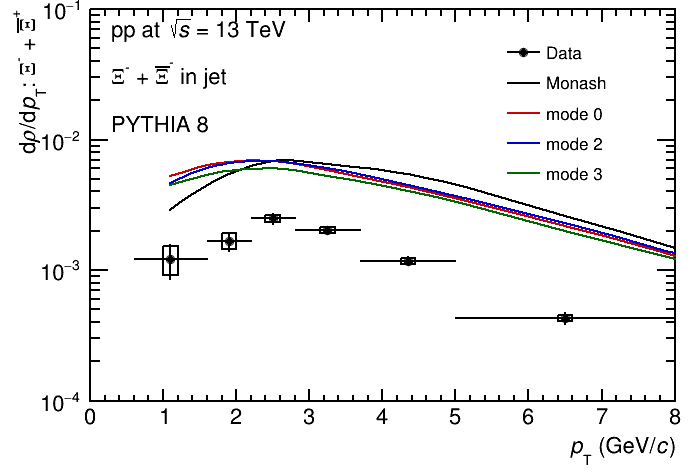 10⁻¹
pp at √s = 13 TeV
Ξ⁻ + Ξ̅⁻ in jet
PYTHIA 8
Data
Monash
mode 0
mode 2
mode 3
dρ/dp_T: Ξ⁻ + Ξ̅⁺
10⁻²
10⁻³
10⁻⁴
0 1 2 3 4 5 6 7 8
p_T (GeV/c)